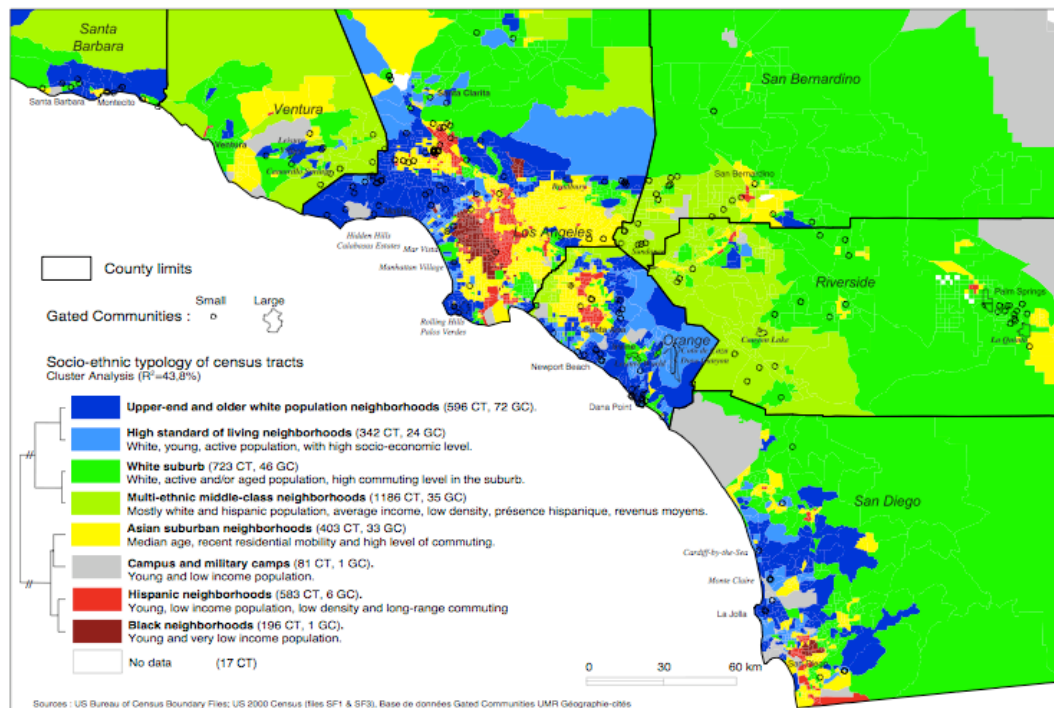 Santa
Barbara
San Bernardino
Santa Clarita
Santa Barbara
Montecito
Ventura
Ventura
Leisure
Camarillo Springs
San Bernardino
Hidden Hills
Calabasas Estates
Los Angeles
Mar Vista
Manhattan Village
Riverside
Palm Springs
Rolling Hills
Palos Verdes
Canyon Lake
La Quinta
Santa Ana
Orange
Newport Beach
Dana Point
San Diego
Cardiff-by-the-Sea
Monte Claire
La Jolla
San Diego
County limits
Small
Large
Gated Communities :
Socio-ethnic typology of census tracts
Cluster Analysis (R²=43,8%)
Upper-end and older white population neighborhoods (596 CT, 72 GC).
High standard of living neighborhoods (342 CT, 24 GC)
White, young, active population, with high socio-economic level.
White suburb (723 CT, 46 GC)
White, active and/or aged population, high commuting level in the suburb.
Multi-ethnic middle-class neighborhoods (1186 CT, 35 GC)
Mostly white and hispanic population, average income, low density, présence hispanique, revenus moyens.
Asian suburban neighborhoods (403 CT, 33 GC)
Median age, recent residential mobility and high level of commuting.
Campus and military camps (81 CT, 1 GC).
Young and low income population.
Hispanic neighborhoods (583 CT, 6 GC).
Young, low income population, low density and long-range commuting
Black neighborhoods (196 CT, 1 GC).
Young and very low income population.
No data (17 CT)
0 30 60 km
Sources : US Bureau of Census Boundary Files; US 2000 Census (files SF1 & SF3), Base de données Gated Communities UMR Géographie-cités